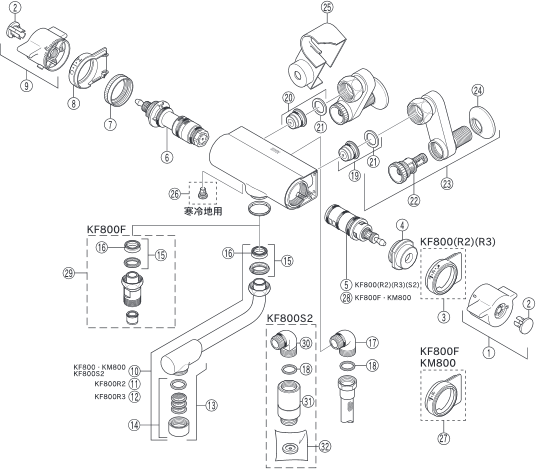 ②
⑨
⑧
⑦
⑥
㉕
⑳
㉑
㉔
⑲
㉑
㉒
㉓
㉖
寒冷地用
KF800F
⑯
⑮
㉙
⑯
⑮
④
KF800(R2)(R3)
⑤ KF800(R2)(R3)(S2)
㉘ KF800F・KM800
③
②
①
KF800S2
㉚
⑰
⑱
⑱
㉛
㉜
KF800・KM800
KF800S2
⑩
KF800R2 ⑪
KF800R3 ⑫
⑬
⑭
KF800F
KM800
㉗